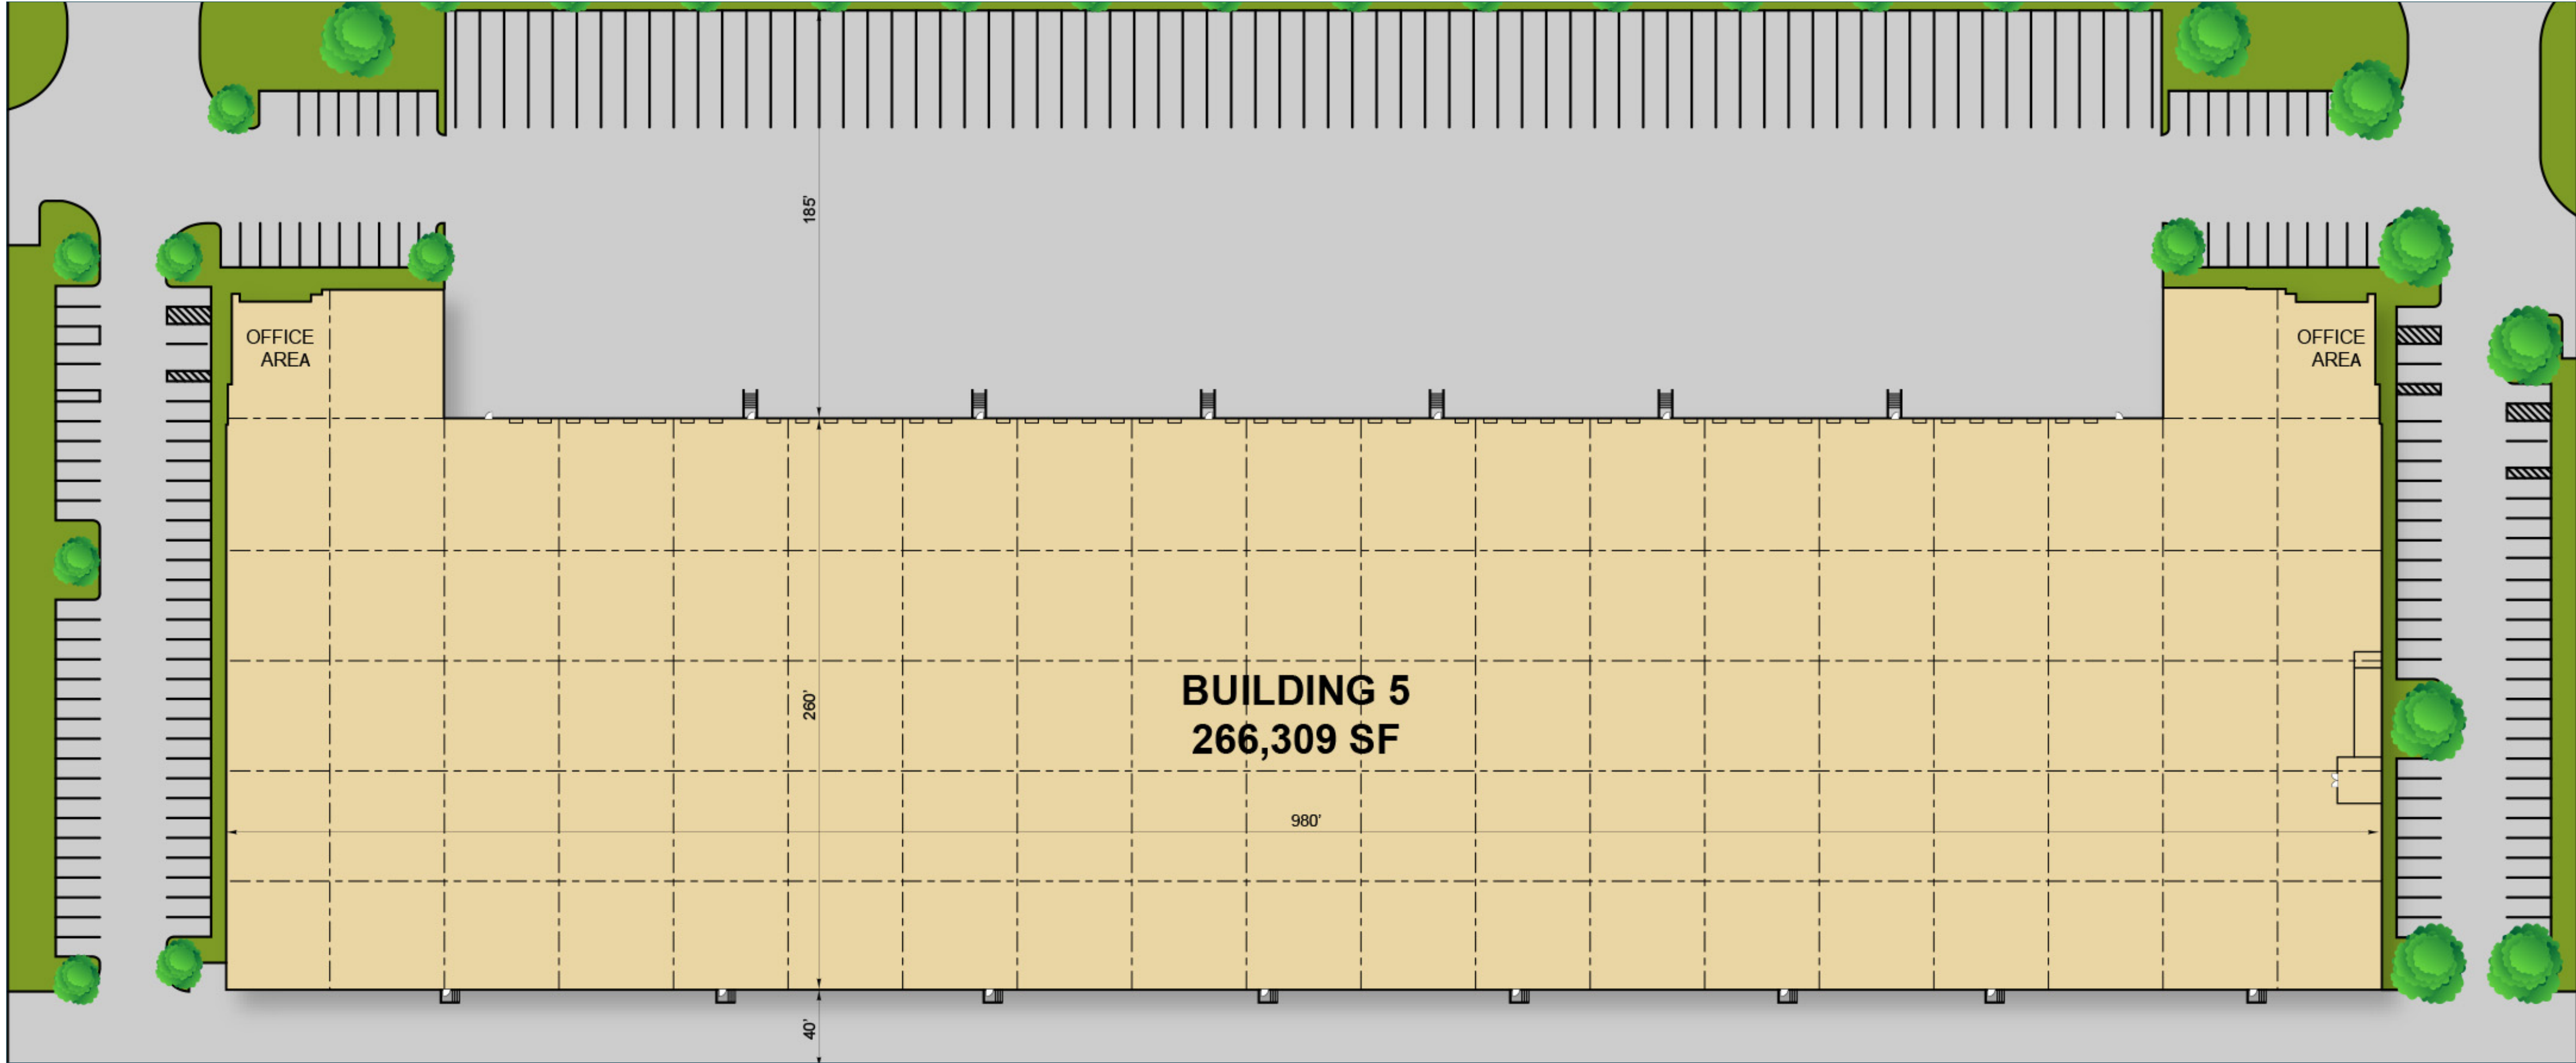 185'
OFFICE
AREA
OFFICE
AREA
BUILDING 5
266,309 SF
260'
980'
40'